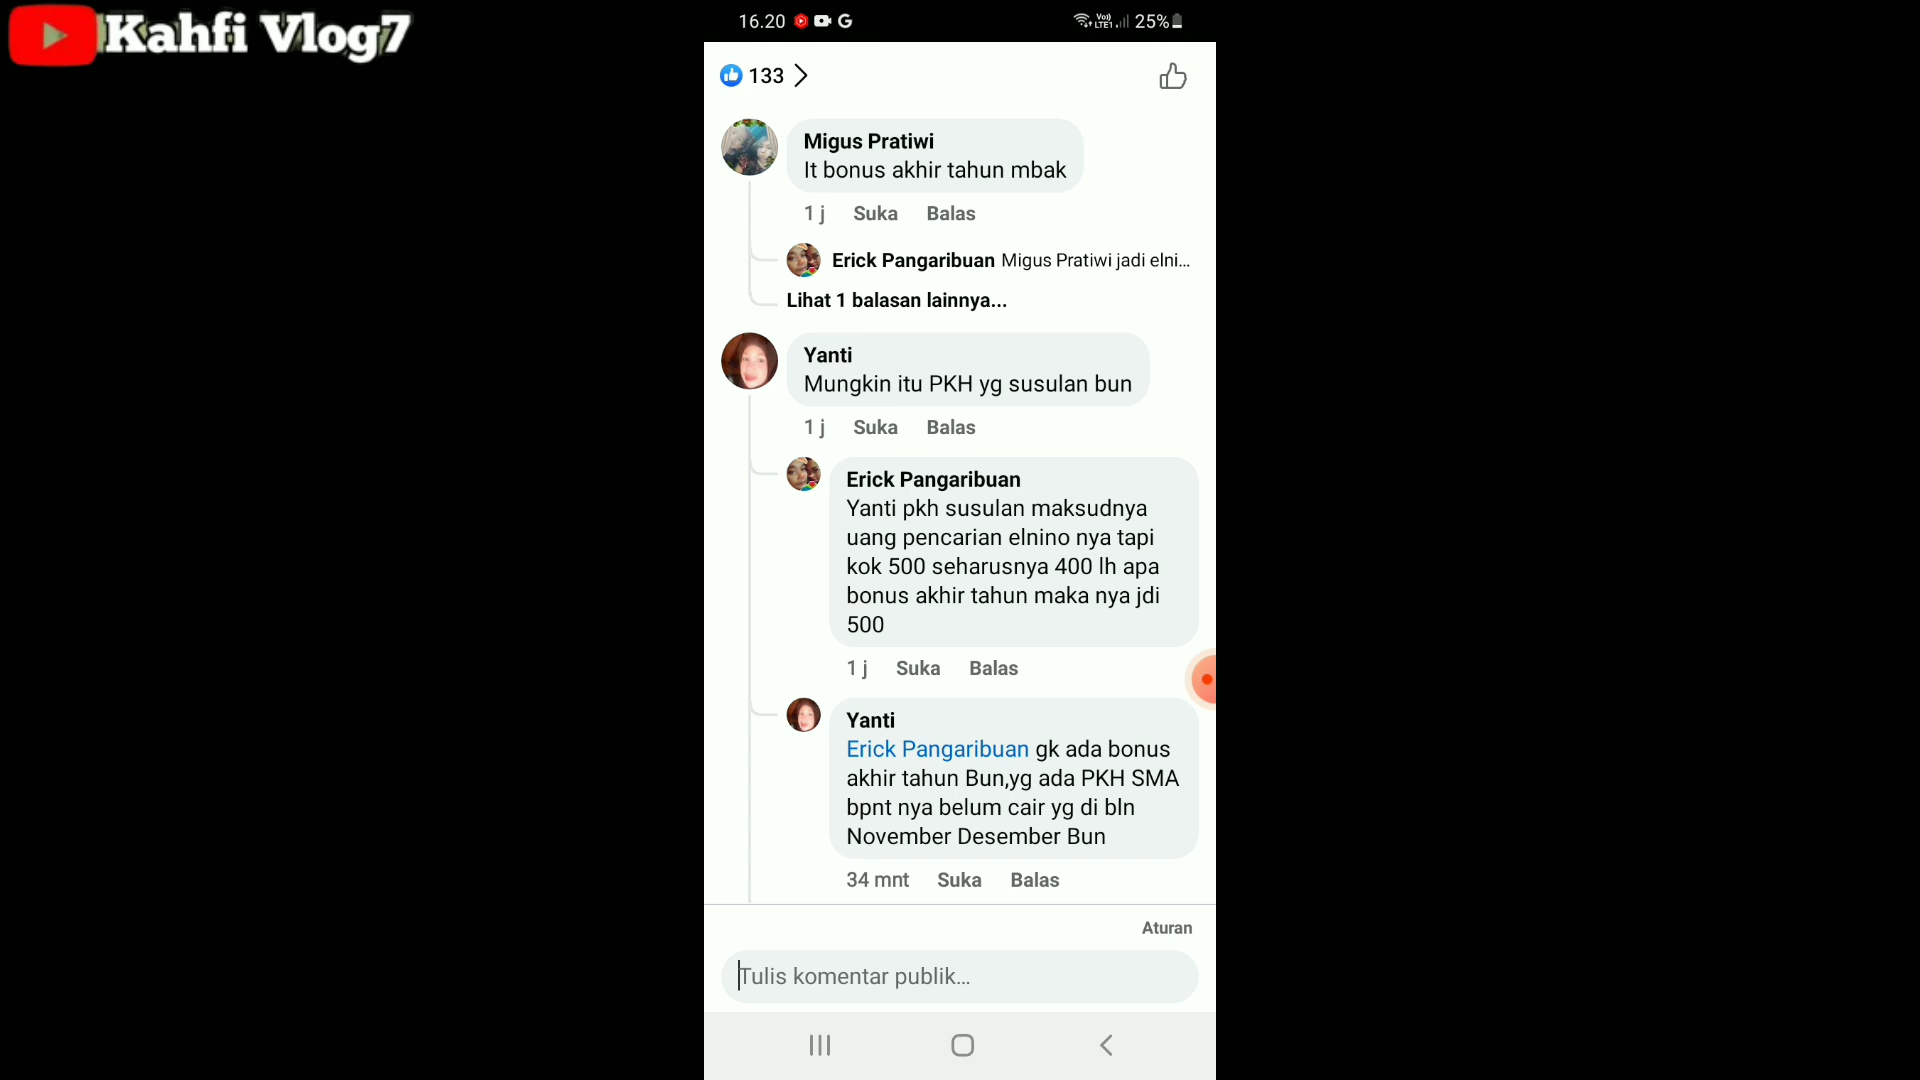 Kahfi Vlog7
16.20 G Vo) LTE1 25%
133
Migus Pratiwi
It bonus akhir tahun mbak
1 j Suka Balas
Erick Pangaribuan Migus Pratiwi jadi elni...
Lihat 1 balasan lainnya...
Yanti
Mungkin itu PKH yg susulan bun
1 j Suka Balas
Erick Pangaribuan
Yanti pkh susulan maksudnya
uang pencarian elnino nya tapi
kok 500 seharusnya 400 lh apa
bonus akhir tahun maka nya jdi
500
1 j Suka Balas
Yanti
Erick Pangaribuan gk ada bonus
akhir tahun Bun,yg ada PKH SMA
bpnt nya belum cair yg di bln
November Desember Bun
34 mnt Suka Balas
Aturan
Tulis komentar publik...